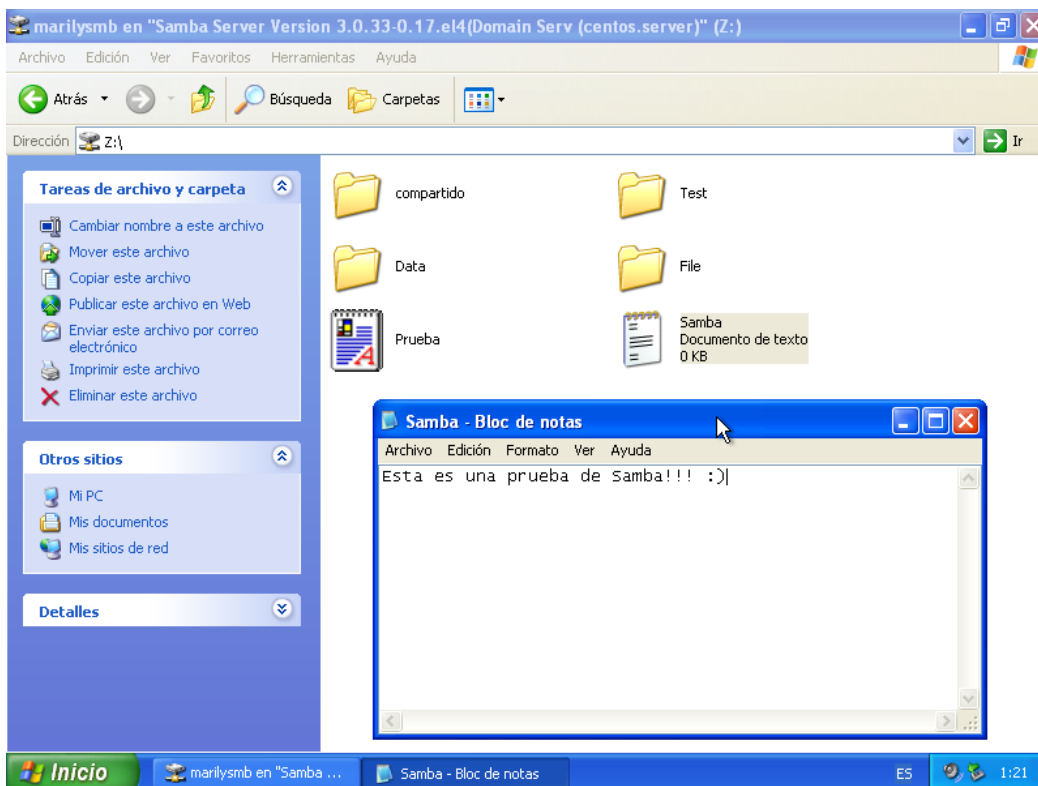 marilysmb en "Samba Server Versión 3.0.33-0.17.el4(Domain Serv (centos.server)" (Z:)
Archivo Edición Ver Favoritos Herramientas Ayuda
Atrás Búsqueda Carpetas
Dirección Z:\ Ir
Tareas de archivo y carpeta
Cambiar nombre a este archivo
Mover este archivo
Copiar este archivo
Publicar este archivo en Web
Enviar este archivo por correo
electrónico
Imprimir este archivo
Eliminar este archivo
Otros sitios
Mi PC
Mis documentos
Mis sitios de red
Detalles
compartido
Test
Data
File
Prueba
Samba
Documento de texto
0 KB
Samba - Bloc de notas
Archivo Edición Formato Ver Ayuda
Esta es una prueba de Samba!!! :)
Inicio
marilysmb en "Samba ...
Samba - Bloc de notas
ES
1:21